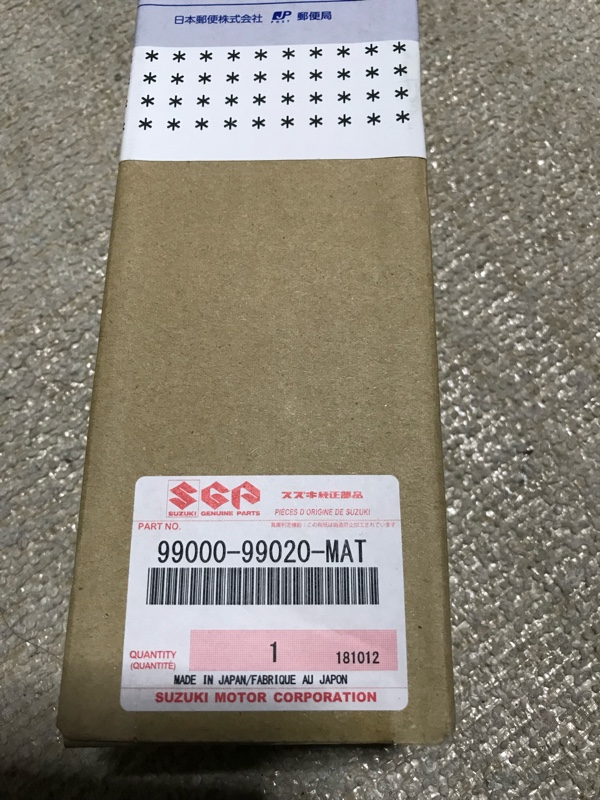 日本郵便株式会社 JP POST 郵便局
* * * * * * * * * *
* * * * * * * * * *
* * * * * * * * * *
* * * * * * * * * *
SGP スズキ純正部品
SUZUKI GENUINE PARTS PIÈCES D'ORIGINE DE SUZUKI
PART NO.
99000-99020-MAT
QUANTITY
(QUANTITÉ) 1 181012
MADE IN JAPAN/FABRIQUE AU JAPON
SUZUKI MOTOR CORPORATION